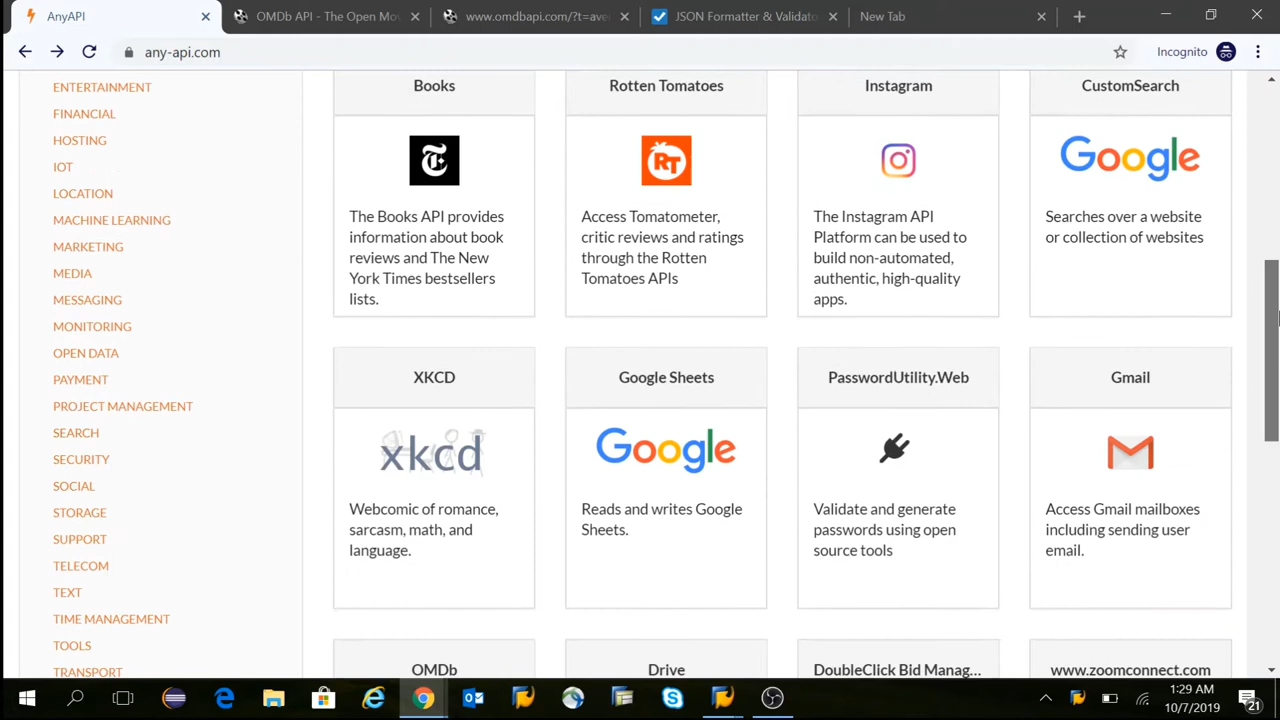 AnyAPI
OMDb API - The Open Mov
www.omdbapi.com/?t=ave
JSON Formatter & Validato
New Tab
any-api.com
Incognito
ENTERTAINMENT
FINANCIAL
HOSTING
IOT
LOCATION
MACHINE LEARNING
MARKETING
MEDIA
MESSAGING
MONITORING
OPEN DATA
PAYMENT
PROJECT MANAGEMENT
SEARCH
SECURITY
SOCIAL
STORAGE
SUPPORT
TELECOM
TEXT
TIME MANAGEMENT
TOOLS
TRANSPORT
Books
The Books API provides
information about book
reviews and The New
York Times bestsellers
lists.
Rotten Tomatoes
RT
Access Tomatometer,
critic reviews and ratings
through the Rotten
Tomatoes APIs
Instagram
The Instagram API
Platform can be used to
build non-automated,
authentic, high-quality
apps.
CustomSearch
Google
Searches over a website
or collection of websites
XKCD
xkcd
Webcomic of romance,
sarcasm, math, and
language.
Google Sheets
Google
Reads and writes Google
Sheets.
PasswordUtility.Web
Validate and generate
passwords using open
source tools
Gmail
Access Gmail mailboxes
including sending user
email.
OMDb
Drive
DoubleClick Bid Manag...
www.zoomconnect.com
1:29 AM
10/7/2019
21